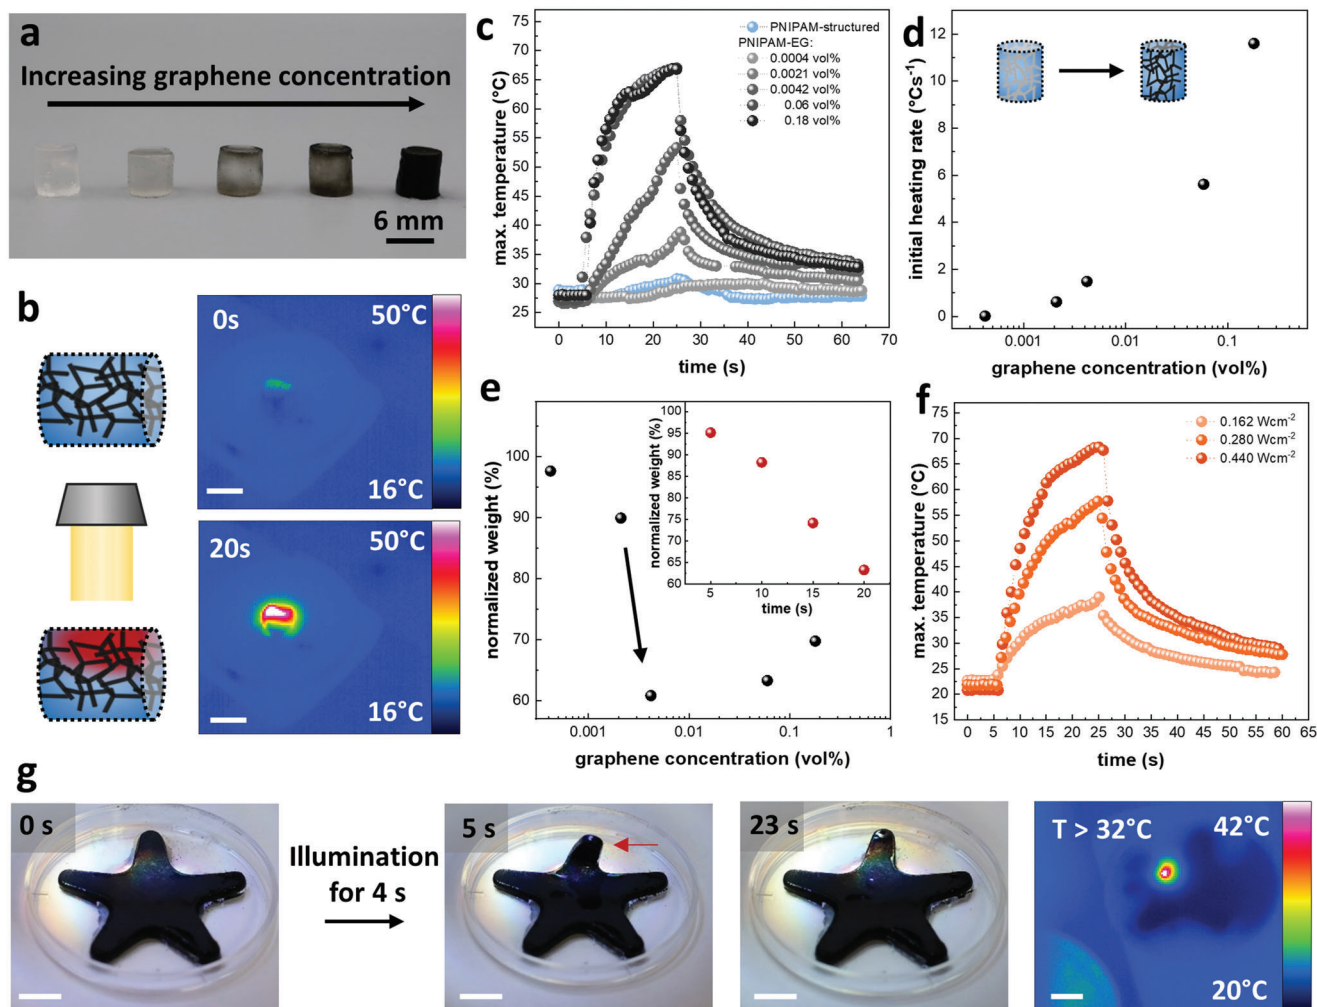 a
Increasing graphene concentration
6 mm
b
0s
50°C
16°C
20s
50°C
16°C
c
max. temperature (°C)
75
70
65
60
55
50
45
40
35
30
25
PNIPAM-structured
PNIPAM-EG:
0.0004 vol%
0.0021 vol%
0.0042 vol%
0.06 vol%
0.18 vol%
0 10 20 30 40 50 60 70
time (s)
d
initial heating rate (°Cs-1)
12
10
8
6
4
2
0
0.001 0.01 0.1
graphene concentration (vol%)
e
normalized weight (%)
100
90
80
70
60
0.001 0.01 0.1 1
graphene concentration (vol%)
normalized weight (%)
100
95
90
85
80
75
70
65
60
5 10 15 20
time (s)
f
max. temperature (°C)
75
70
65
60
55
50
45
40
35
30
25
20
15
0.162 Wcm-2
0.280 Wcm-2
0.440 Wcm-2
0 5 10 15 20 25 30 35 40 45 50 55 60 65
time (s)
g
0 s
Illumination
for 4 s
5 s
23 s
T > 32°C
42°C
20°C